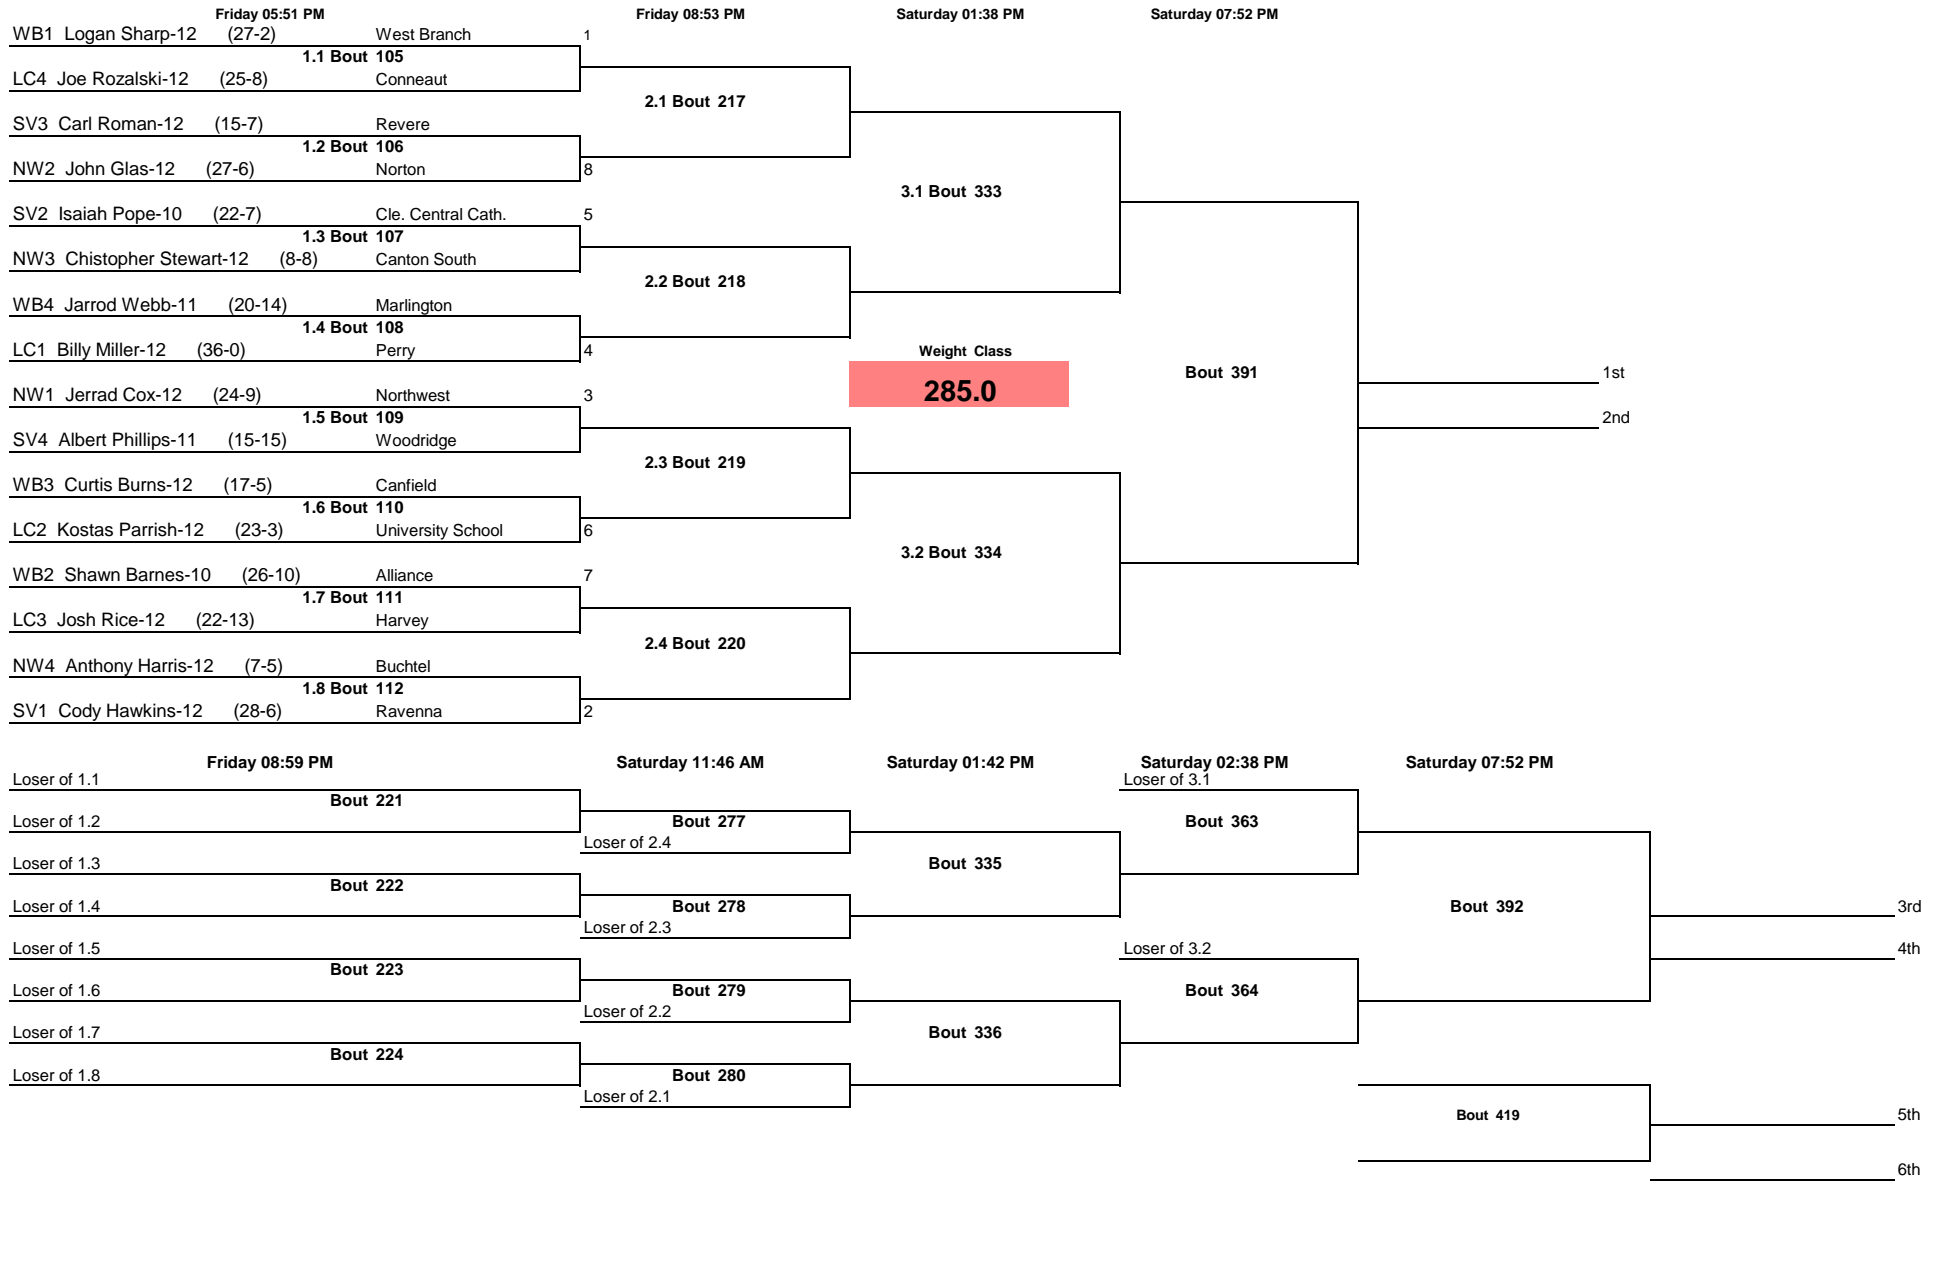 Friday 05:51 PM Friday 08:53 PM Saturday 01:38 PM Saturday 07:52 PM
WB1 Logan Sharp-12 (27-2) West Branch 1
1.1 Bout 105
LC4 Joe Rozalski-12 (25-8) Conneaut
2.1 Bout 217
SV3 Carl Roman-12 (15-7) Revere
1.2 Bout 106
NW2 John Glas-12 (27-6) Norton 8
3.1 Bout 333
SV2 Isaiah Pope-10 (22-7) Cle. Central Cath. 5
1.3 Bout 107
NW3 Chistopher Stewart-12 (8-8) Canton South
2.2 Bout 218
WB4 Jarrod Webb-11 (20-14) Marlington
1.4 Bout 108
LC1 Billy Miller-12 (36-0) Perry 4 Weight Class
Bout 391 1st
285.0
NW1 Jerrad Cox-12 (24-9) Northwest 3
1.5 Bout 109 2nd
SV4 Albert Phillips-11 (15-15) Woodridge
2.3 Bout 219
WB3 Curtis Burns-12 (17-5) Canfield
1.6 Bout 110
LC2 Kostas Parrish-12 (23-3) University School 6
3.2 Bout 334
WB2 Shawn Barnes-10 (26-10) Alliance 7
1.7 Bout 111
LC3 Josh Rice-12 (22-13) Harvey
2.4 Bout 220
NW4 Anthony Harris-12 (7-5) Buchtel
1.8 Bout 112
SV1 Cody Hawkins-12 (28-6) Ravenna 2
Friday 08:59 PM Saturday 11:46 AM Saturday 01:42 PM Saturday 02:38 PM Saturday 07:52 PM
Loser of 1.1 Loser of 3.1
Bout 221
Loser of 1.2 Bout 277 Bout 363
Loser of 2.4
Loser of 1.3 Bout 335
Bout 222
Loser of 1.4 Bout 278 Bout 392 3rd
Loser of 2.3
Loser of 1.5 Loser of 3.2 4th
Bout 223
Loser of 1.6 Bout 279 Bout 364
Loser of 2.2
Loser of 1.7 Bout 336
Bout 224
Loser of 1.8 Bout 280
Loser of 2.1
Bout 419 5th
6th